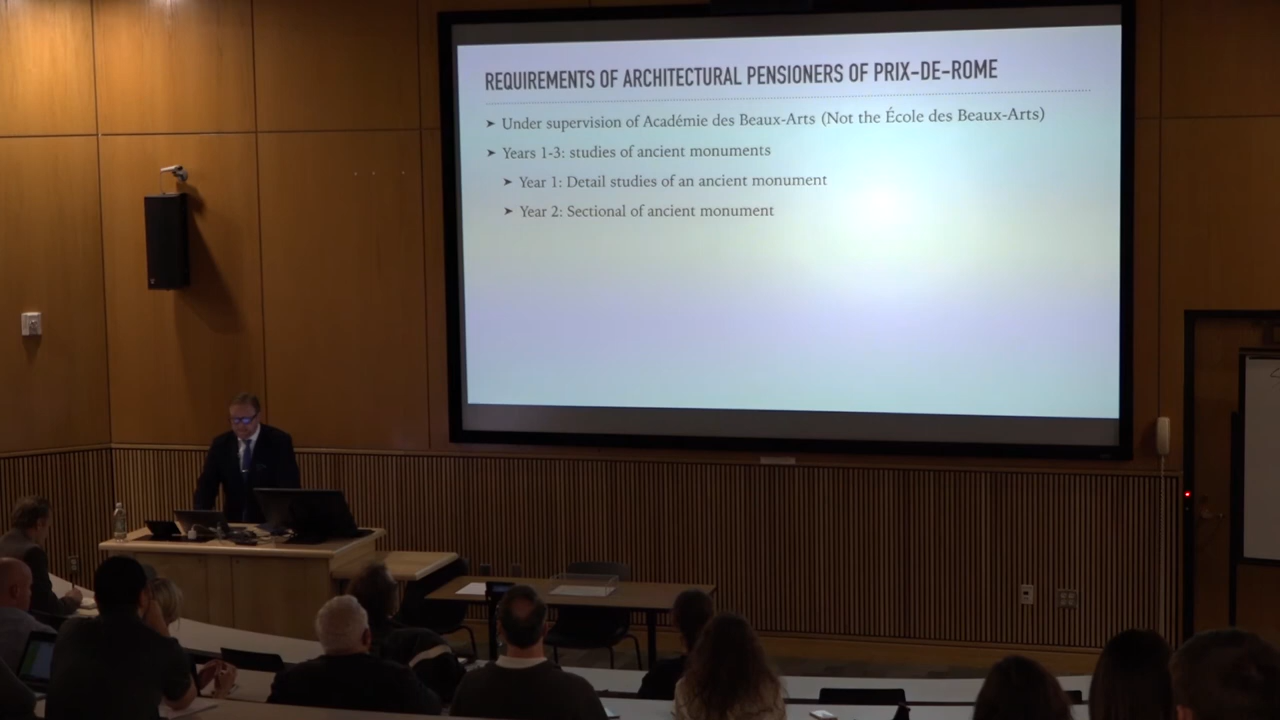 REQUIREMENTS OF ARCHITECTURAL PENSIONERS OF PRIX-DE-ROME
➤ Under supervision of Académie des Beaux-Arts (Not the École des Beaux-Arts)
➤ Years 1-3: studies of ancient monuments
➤ Year 1: Detail studies of an ancient monument
➤ Year 2: Sectional of ancient monument